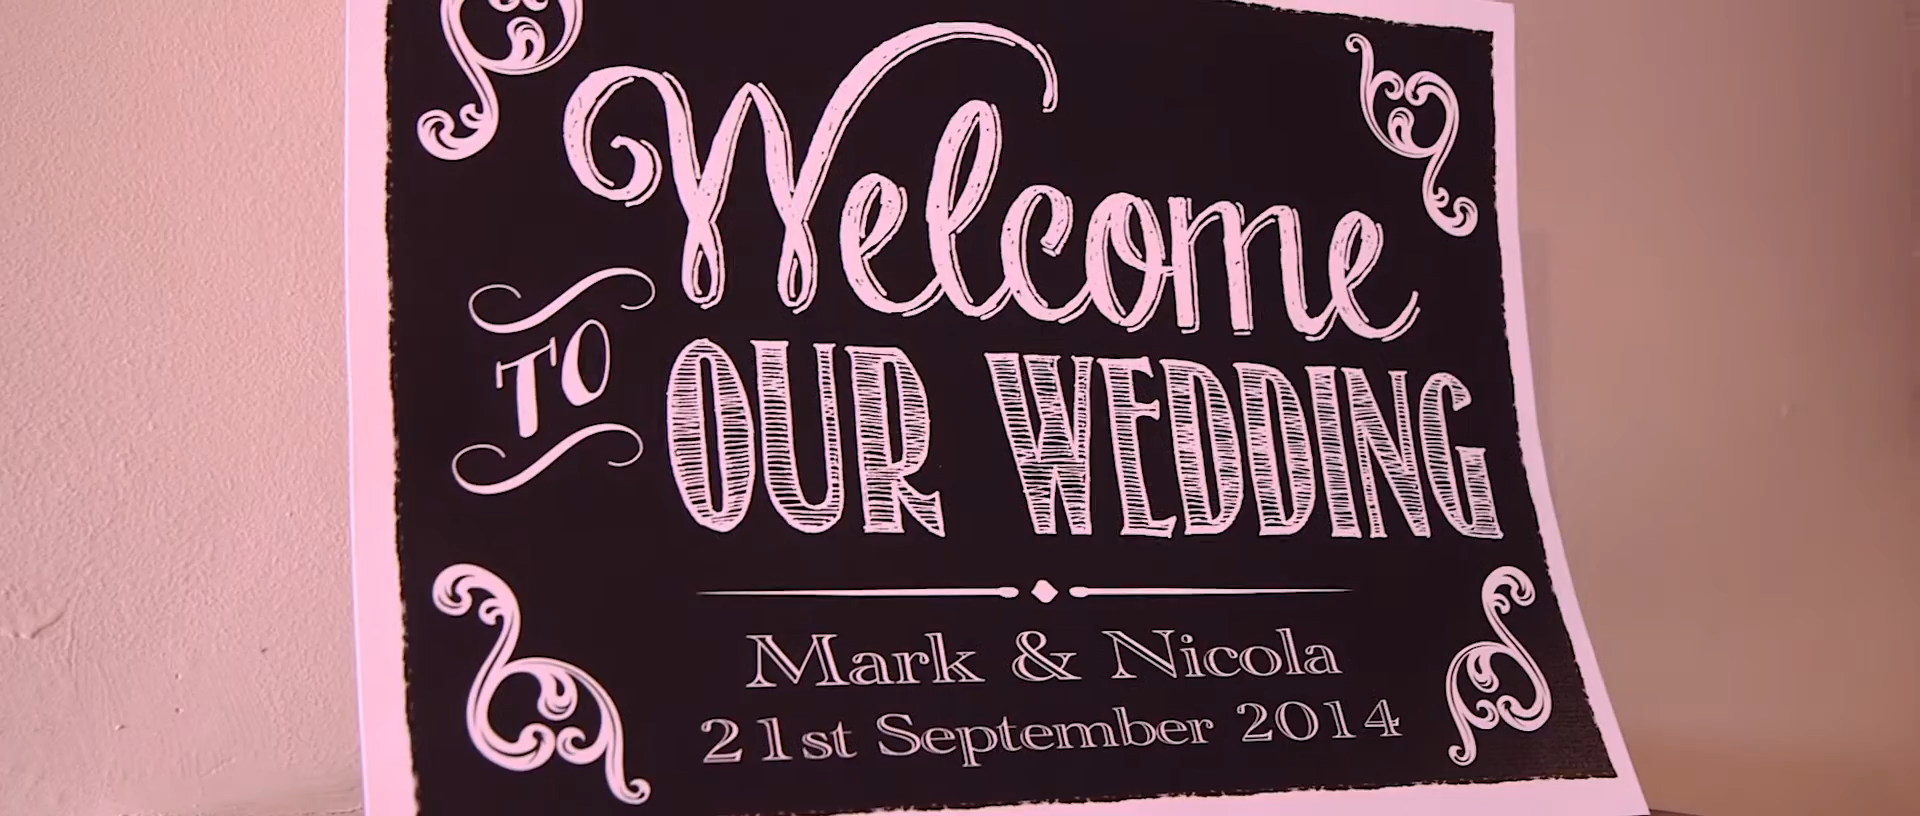 Welcome
TO
OUR WEDDING
Mark & Nicola
21st September 2014